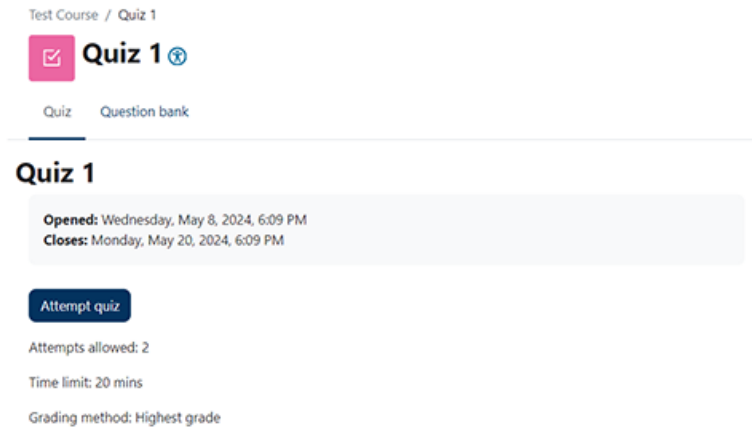 Test Course / Quiz 1
Quiz 1
Quiz Question bank
Quiz 1
Opened: Wednesday, May 8, 2024, 6:09 PM
Closes: Monday, May 20, 2024, 6:09 PM
Attempt quiz
Attempts allowed: 2
Time limit: 20 mins
Grading method: Highest grade